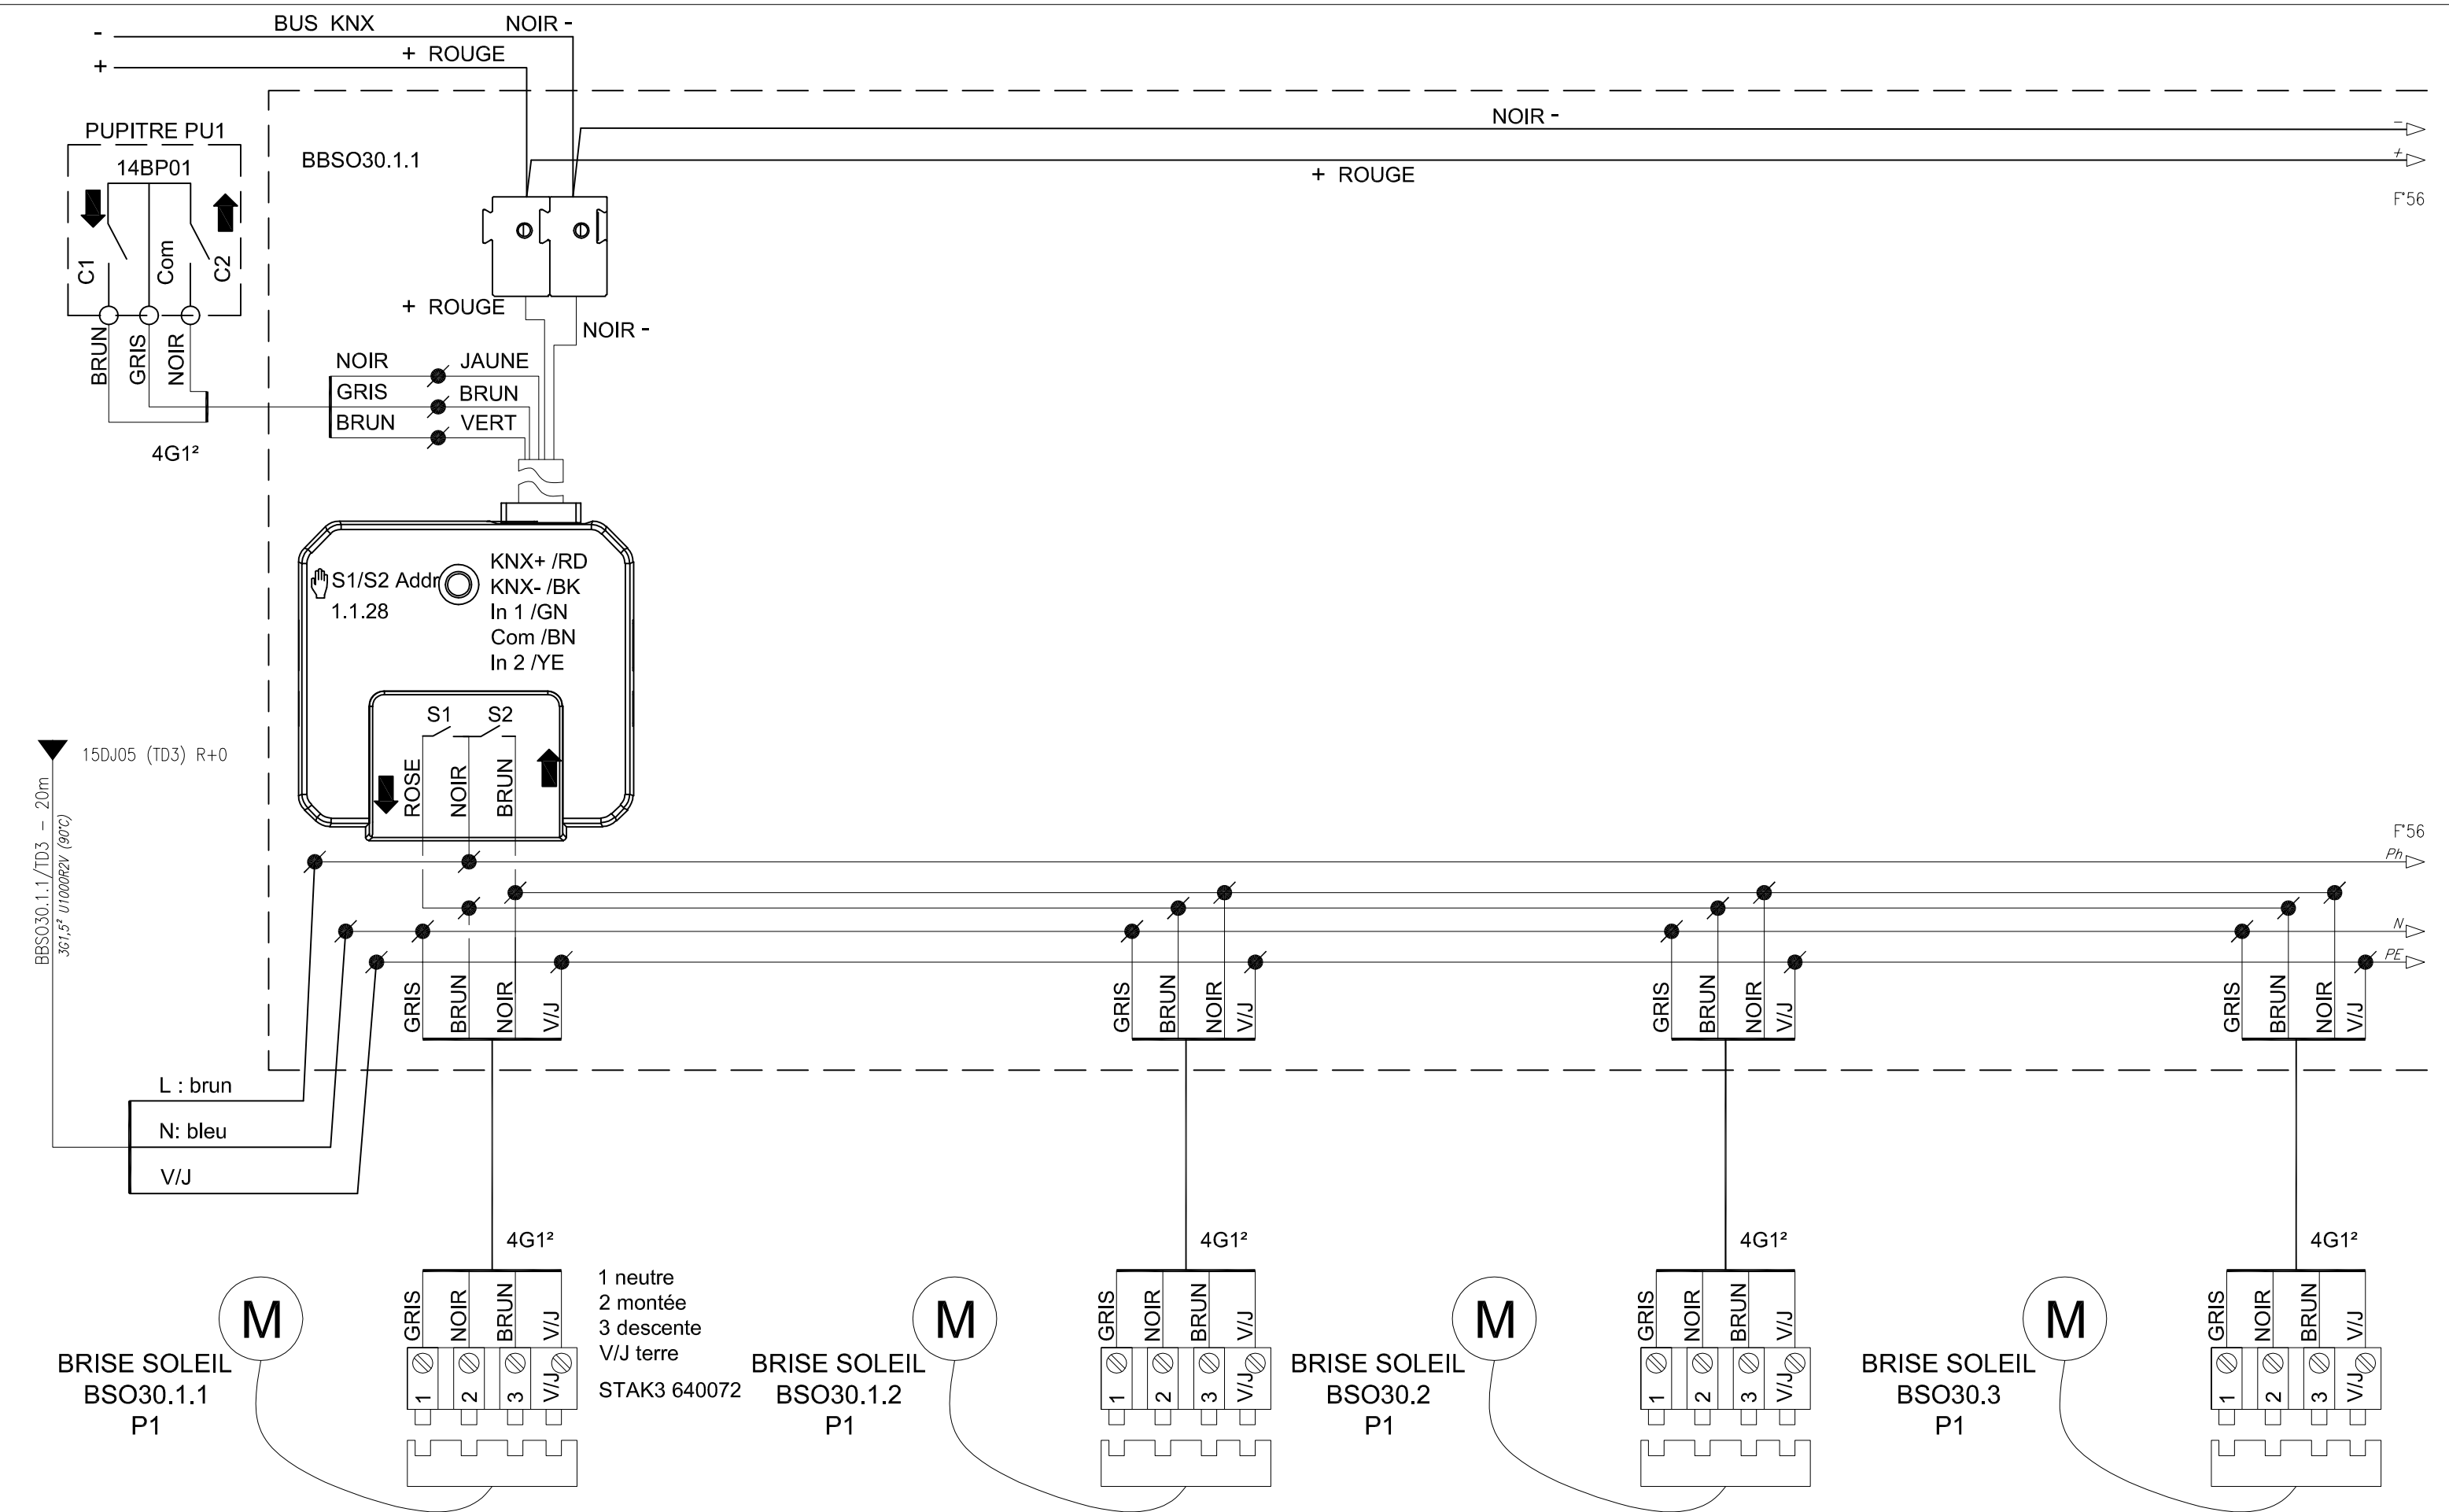 BUS KNX NOIR -
-
+ ROUGE
+
NOIR -
-
+
+ ROUGE
F°56
PUPITRE PU1
14BP01
C1
Com
C2
BRUN
GRIS
NOIR
4G1²
BBSO30.1.1
+ ROUGE
NOIR -
NOIR JAUNE
GRIS BRUN
BRUN VERT
S1/S2 Addr
1.1.28
KNX+ /RD
KNX- /BK
In 1 /GN
Com /BN
In 2 /YE
S1 S2
ROSE
NOIR
BRUN
15DJ05 (TD3) R+0
BBSO30.1.1/TD3 - 20m
3G1,5² U1000R2V (90°C)
F°56
Ph
N
PE
GRIS
BRUN
NOIR
V/J
GRIS
BRUN
NOIR
V/J
GRIS
BRUN
NOIR
V/J
GRIS
BRUN
NOIR
V/J
L : brun
N: bleu
V/J
4G1²
4G1²
4G1²
4G1²
M
BRISE SOLEIL
BSO30.1.1
P1
GRIS
NOIR
BRUN
V/J
1
2
3
V/J
1 neutre
2 montée
3 descente
V/J terre
STAK3 640072
M
BRISE SOLEIL
BSO30.1.2
P1
GRIS
NOIR
BRUN
V/J
1
2
3
V/J
M
BRISE SOLEIL
BSO30.2
P1
GRIS
NOIR
BRUN
V/J
1
2
3
V/J
M
BRISE SOLEIL
BSO30.3
P1
GRIS
NOIR
BRUN
V/J
1
2
3
V/J